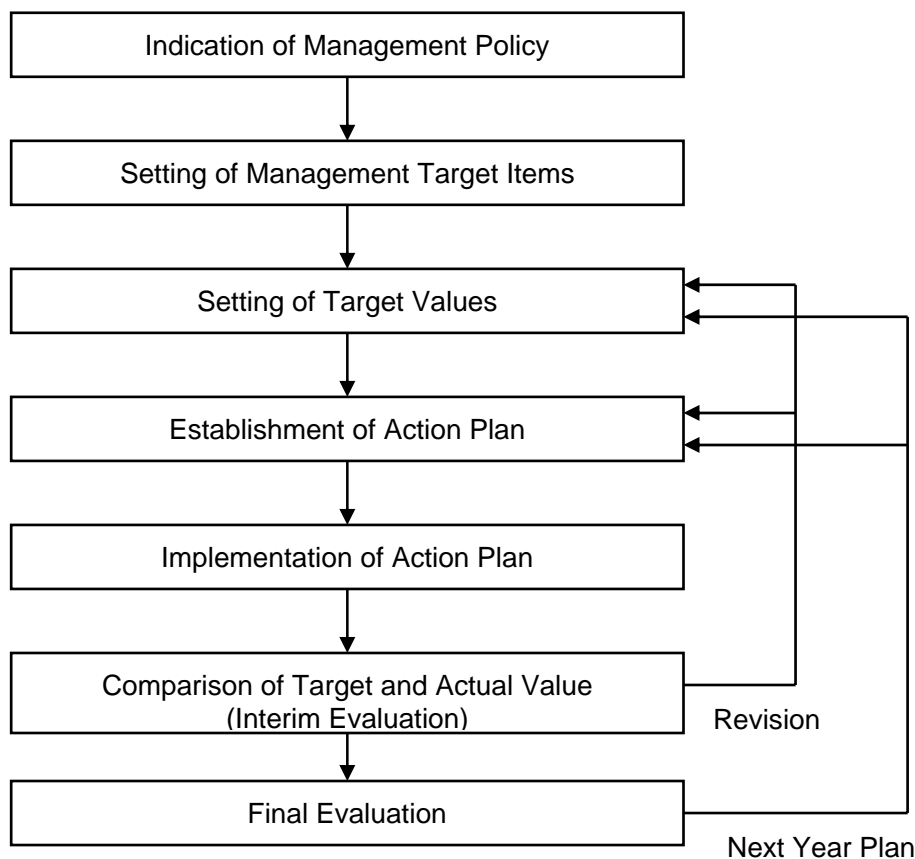 Indication of Management Policy
Setting of Management Target Items
Setting of Target Values
Establishment of Action Plan
Implementation of Action Plan
Comparison of Target and Actual Value
(Interim Evaluation)
Revision
Final Evaluation
Next Year Plan